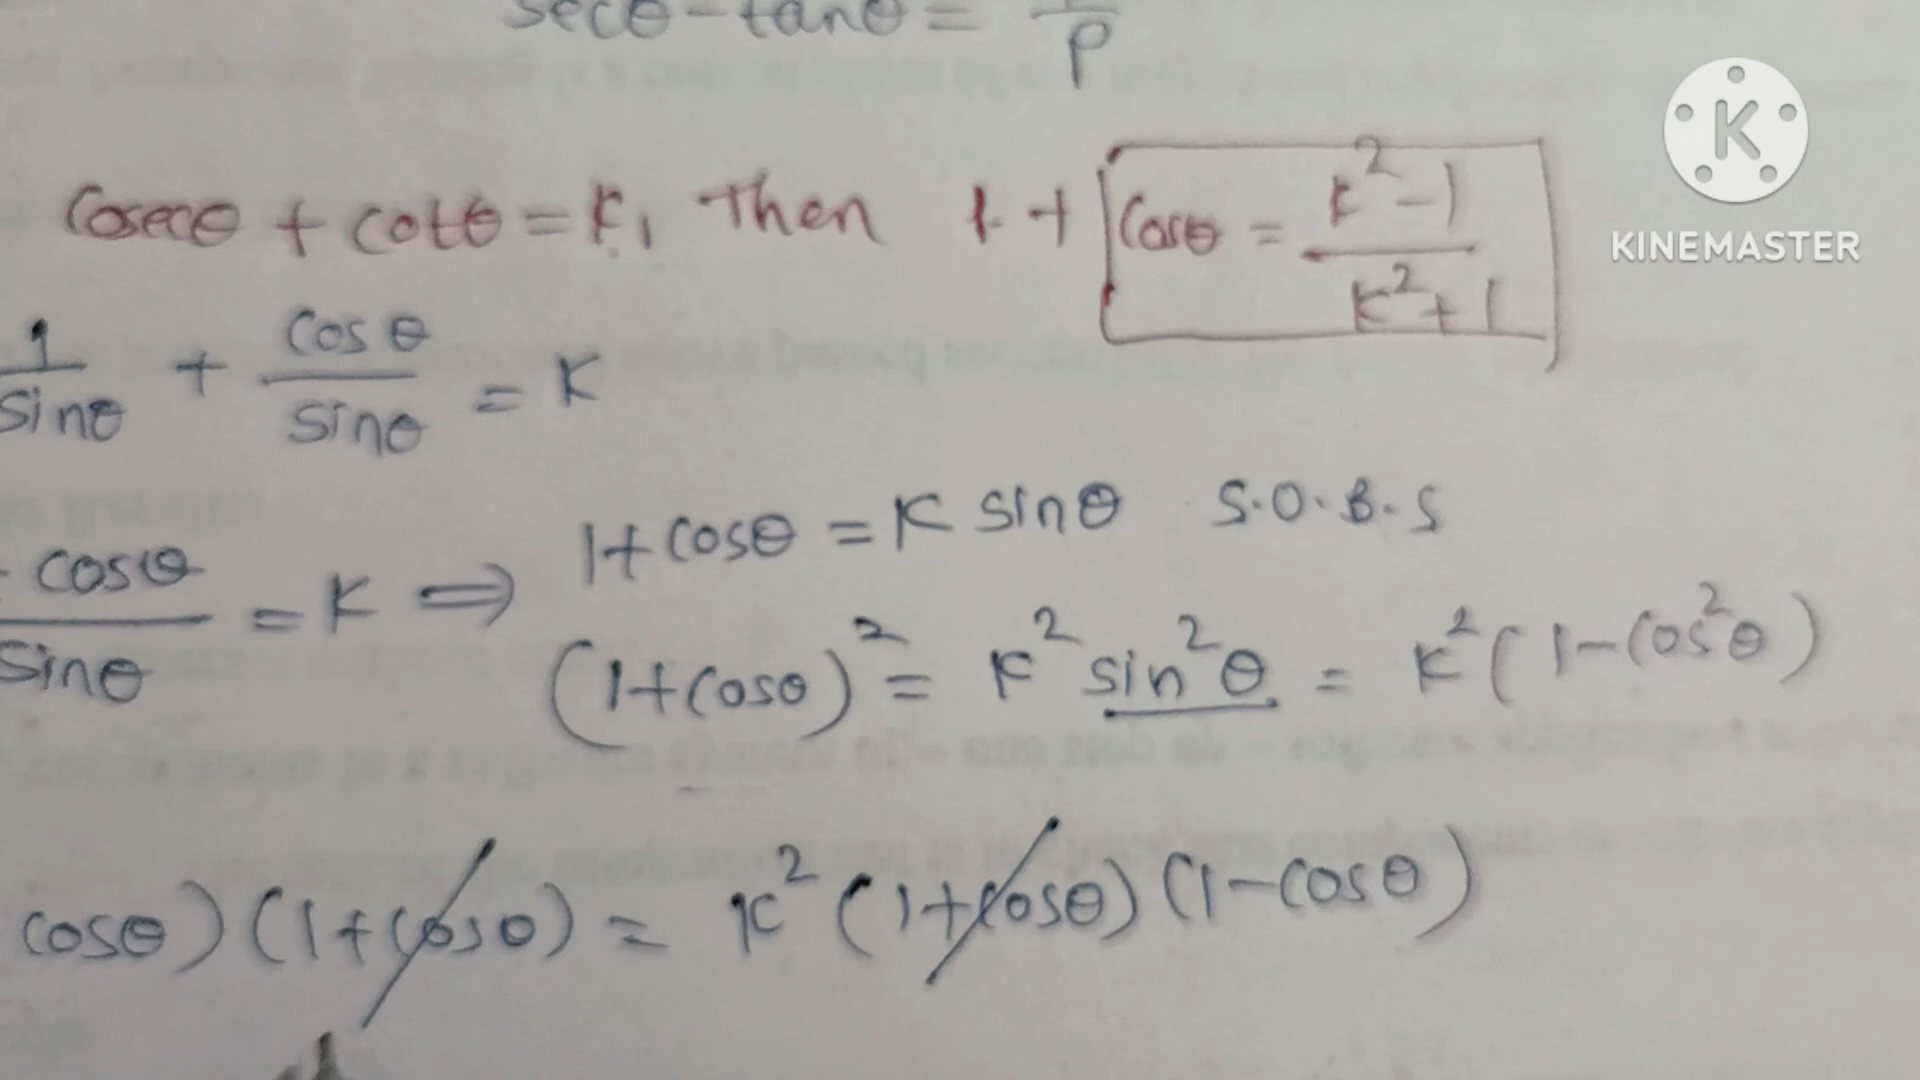 secθ - tanθ = 1/P
KINEMASTER
Cosecθ + cotθ = K, Then 1 + Cosθ = (K² - 1)/(K² + 1)
1/sinθ + Cosθ/sinθ = K
1 + cosθ = K sinθ S.O.B.S
cosθ/sinθ = K ⇒
(1 + cosθ)² = K² sin²θ = K² (1 - cos²θ)
cosθ)(1 + cosθ) = K² (1 + cosθ)(1 - cosθ)